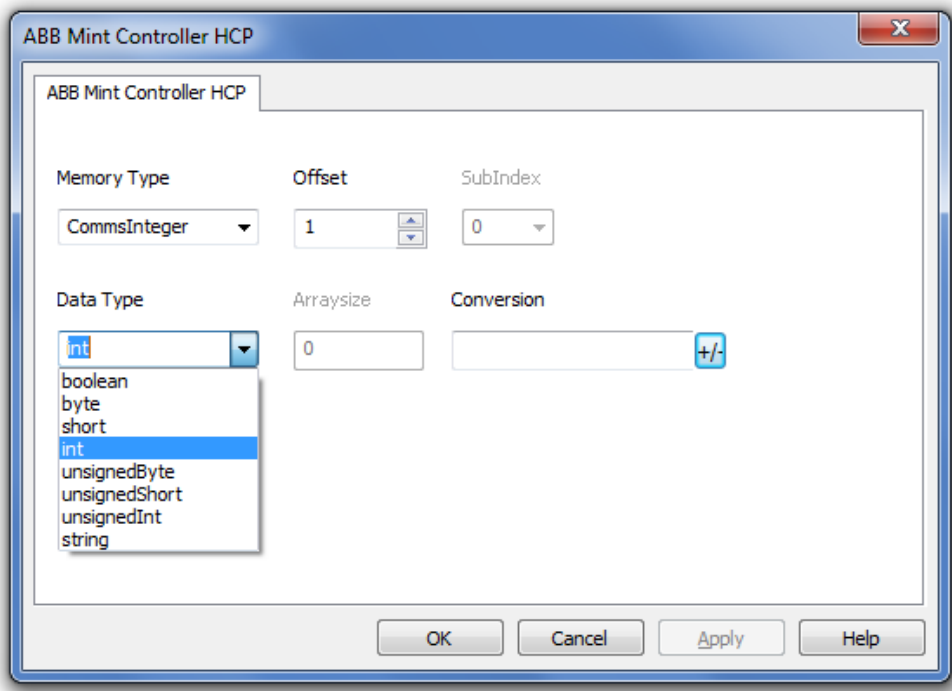 ABB Mint Controller HCP
x
ABB Mint Controller HCP
Memory Type Offset SubIndex
CommsInteger 1 0
Data Type Arraysize Conversion
int 0 +/-
boolean
byte
short
int
unsignedByte
unsignedShort
unsignedInt
string
OK Cancel Apply Help